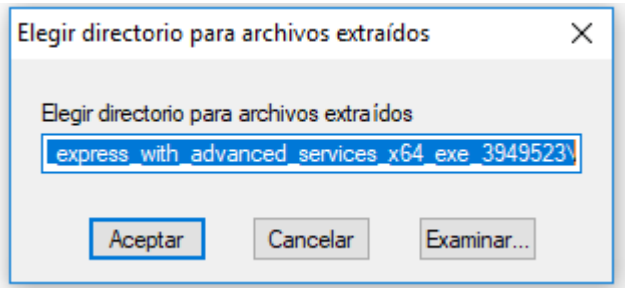 Elegir directorio para archivos extraídos
Elegir directorio para archivos extraídos
_express_with_advanced_services_x64_exe_3949523\
Aceptar Cancelar Examinar...